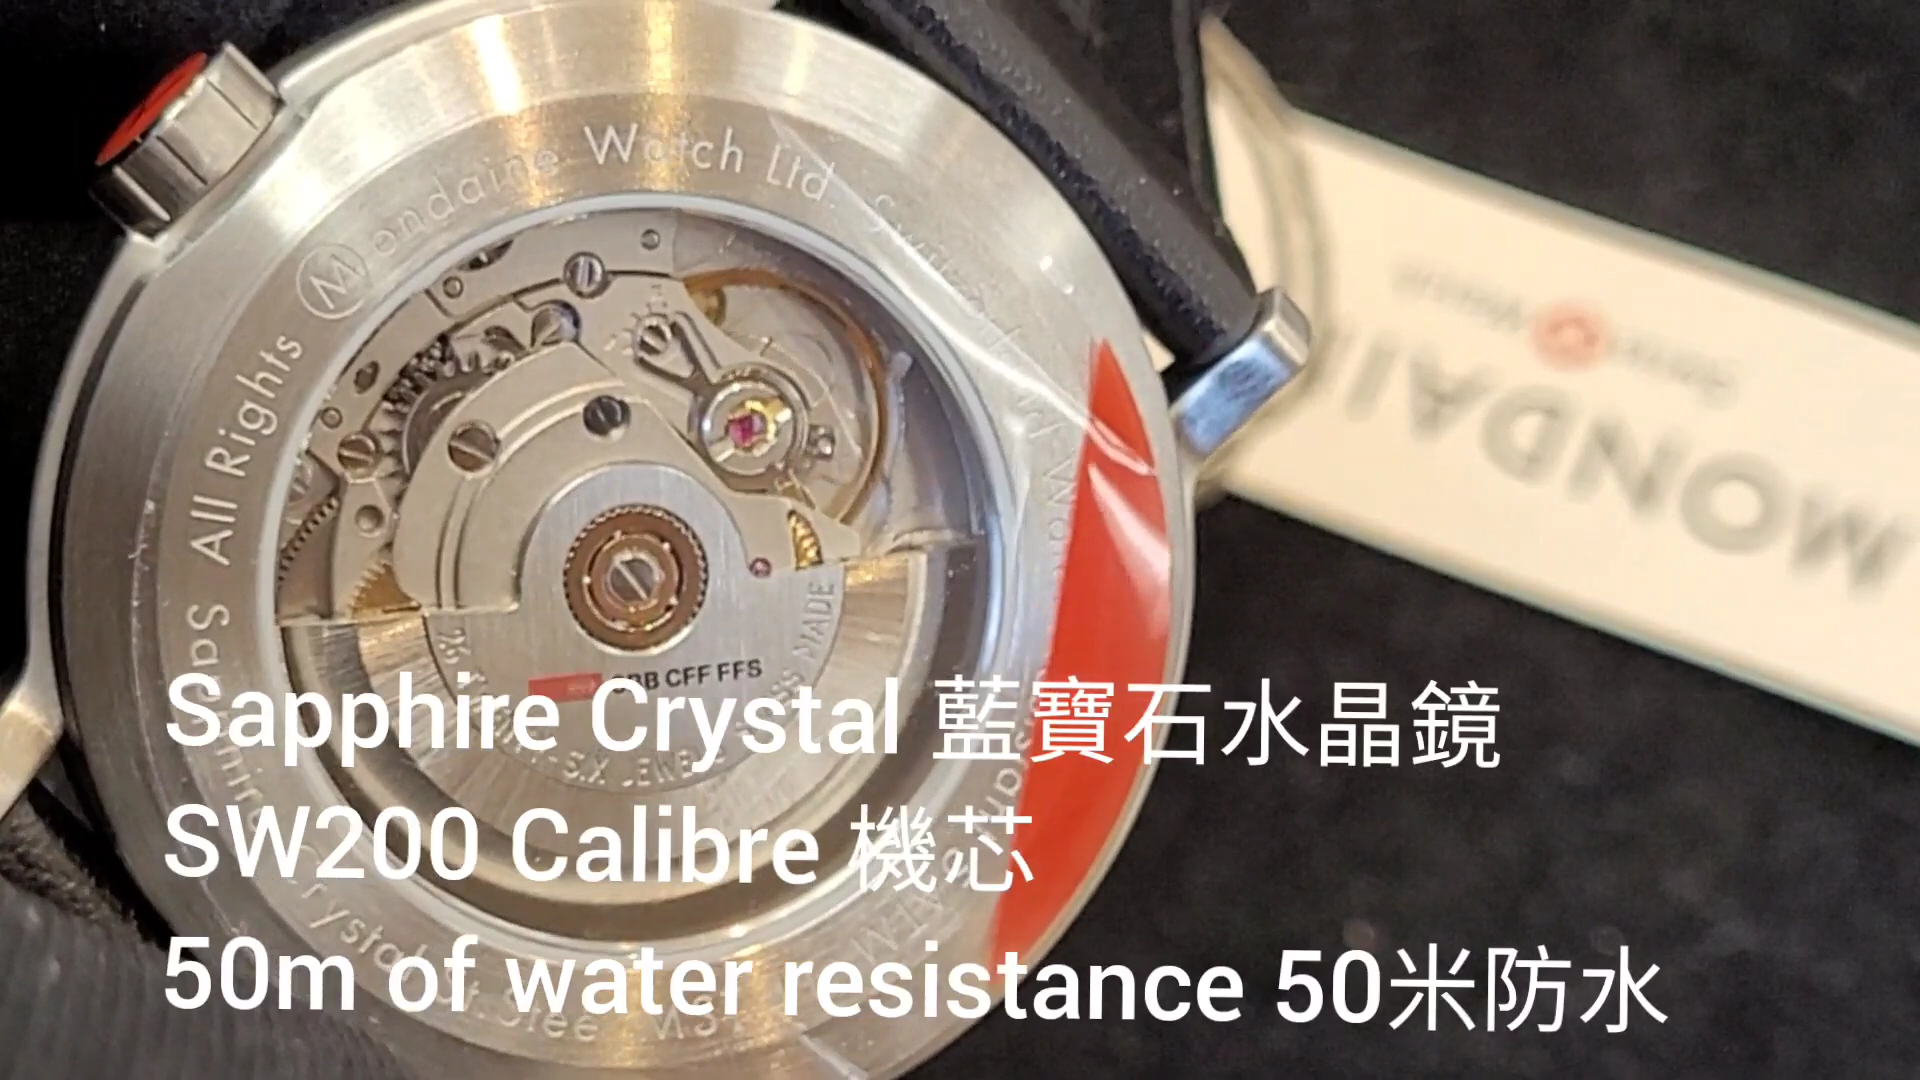 Mondaine Watch Ltd.
All Rights
CFF FFS
MADE
MONDAI
Sapphire Crystal 藍寶石水晶鏡
SW200 Calibre 機芯
50m of water resistance 50米防水